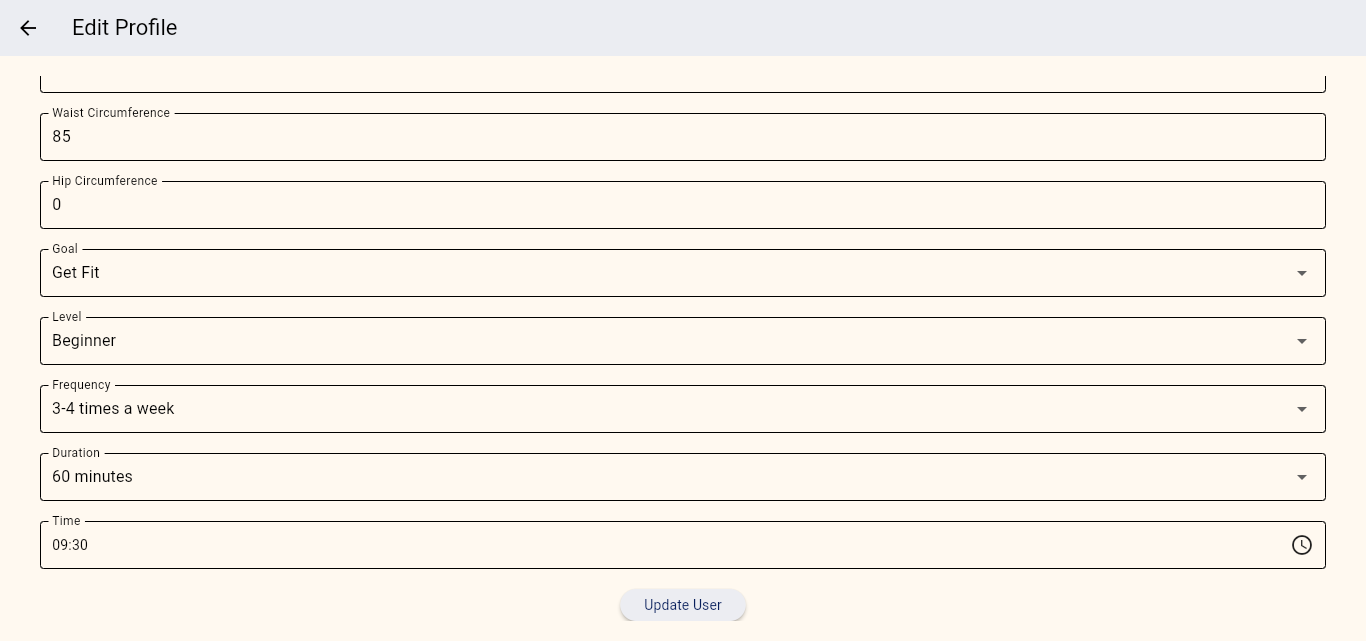 Edit Profile
Waist Circumference
85
Hip Circumference
0
Goal
Get Fit
Level
Beginner
Frequency
3-4 times a week
Duration
60 minutes
Time
09:30
Update User